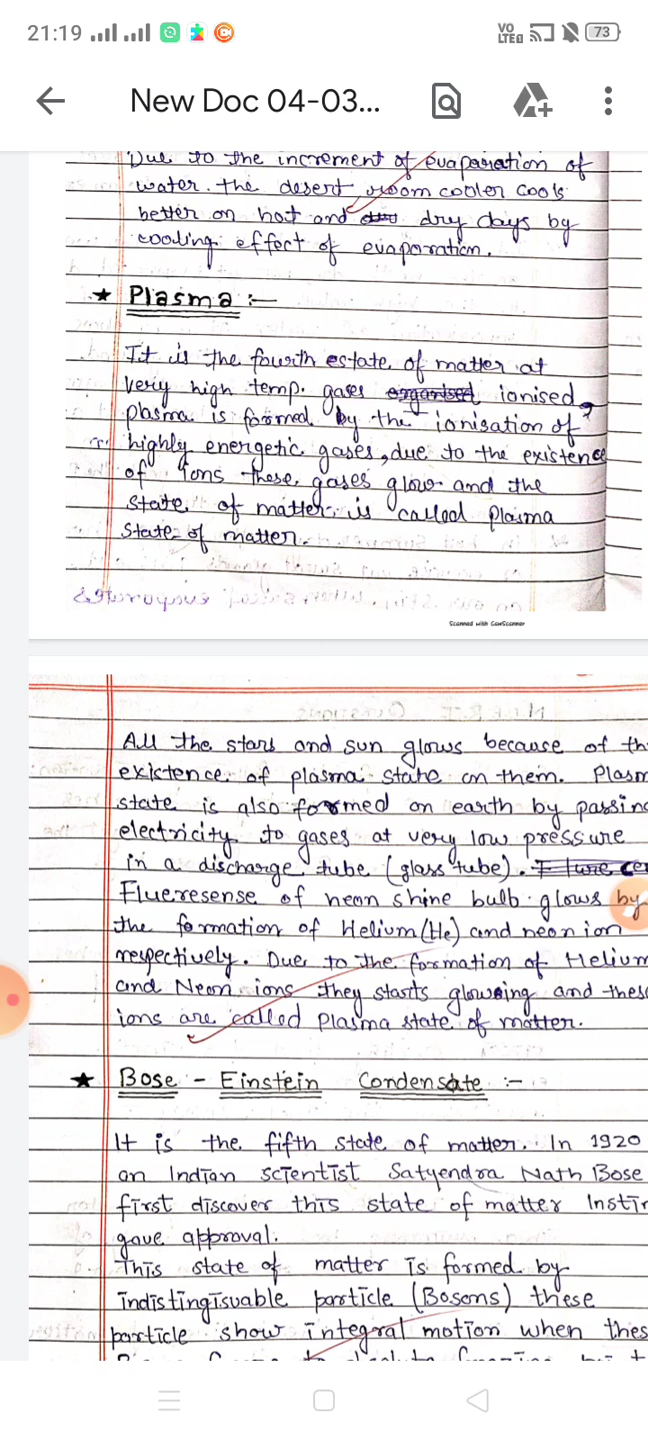 21:19
VO LTE 73
New Doc 04-03...
Due to the increment of evaparation of
water. the desert room cooler cools
better on hot and dry days by
cooling effect of evaporation.
★ Plasma :-
It is the fourth estate of matter at
very high temp. gases organised ionised,
plasma is formed by the ionisation of
highly energetic gases, due to the existence
of Ions these, gases glow and the
state of matter is called plasma
state of matter.
Scanned with CamScanner
All the stars and sun glows because of th
existence of plasma state on them. Plasm
state is also formed on earth by passing
electricity to gases at very low pressure
in a discharge tube (glass tube).
Flueresense of neon shine bulb glows by
the formation of Helium (He) and neon ion
respectively. Due to the formation of Helium
and Neon ions they starts glowing and thes
ions are called Plasma state of matter.
★ Bose - Einstein Condensate :-
It is the fifth state of matter. In 1920
an Indian scientist Satyendra Nath Bose
first discover this state of matter
gave approval.
This state of matter is formed by
indistingisuable particle (Bosons) these
particle show integral motion when thes